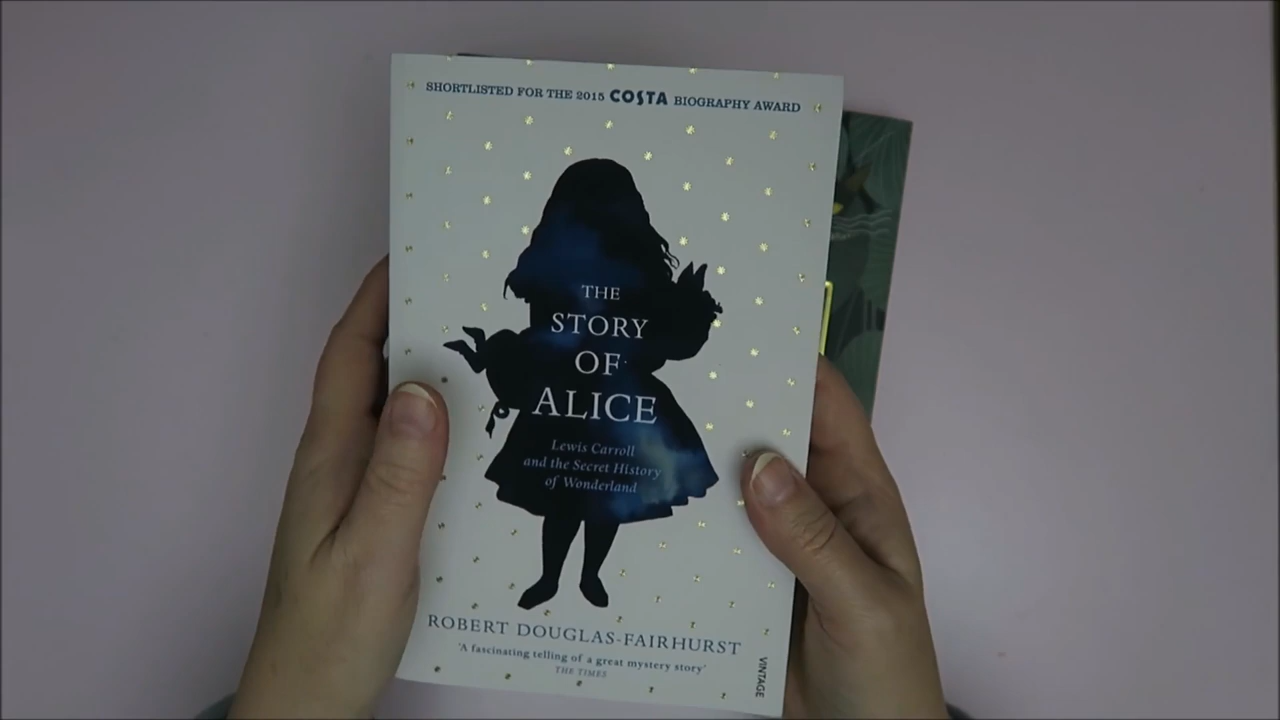 SHORTLISTED FOR THE 2015 COSTA BIOGRAPHY AWARD
THE
STORY
OF
ALICE
Lewis Carroll
and the Secret History
of Wonderland
ROBERT DOUGLAS-FAIRHURST
'A fascinating telling of a great mystery story'
THE TIMES
VINTAGE